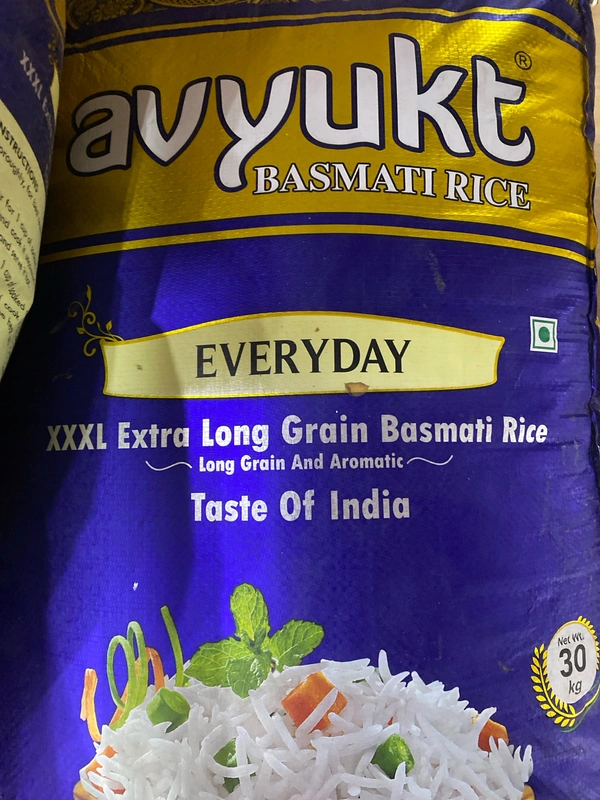 avyukt®
BASMATI RICE
EVERYDAY
XXXL Extra Long Grain Basmati Rice
Long Grain And Aromatic
Taste Of India
Net Wt.
30
kg
XXXL